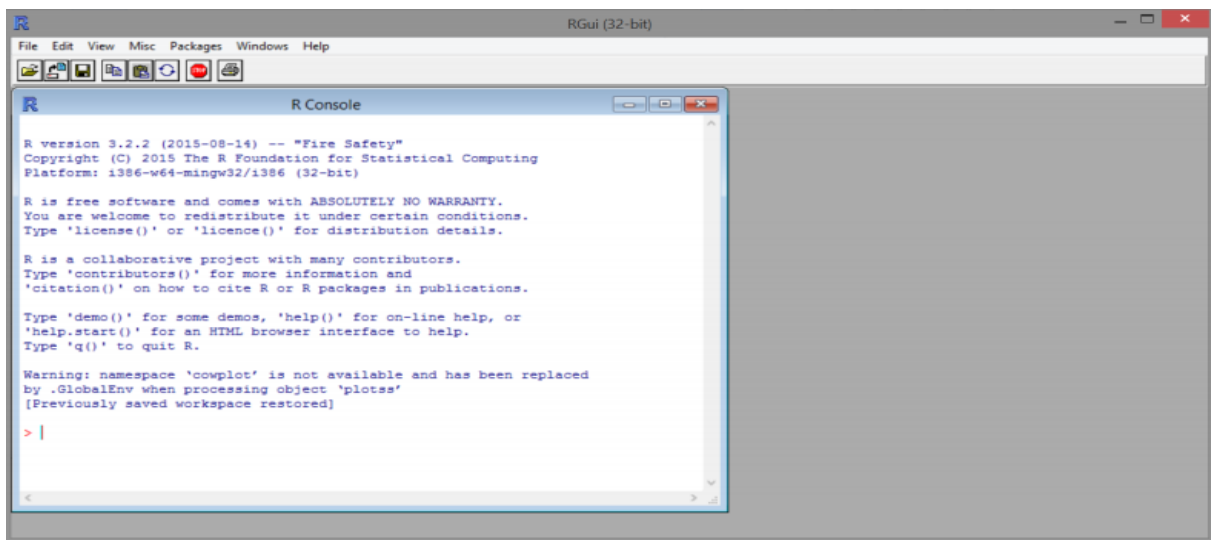 RGui (32-bit)
File Edit View Misc Packages Windows Help
STOP
R Console
R version 3.2.2 (2015-08-14) -- "Fire Safety"
Copyright (C) 2015 The R Foundation for Statistical Computing
Platform: i386-w64-mingw32/i386 (32-bit)
R is free software and comes with ABSOLUTELY NO WARRANTY.
You are welcome to redistribute it under certain conditions.
Type 'license()' or 'licence()' for distribution details.
R is a collaborative project with many contributors.
Type 'contributors()' for more information and
'citation()' on how to cite R or R packages in publications.
Type 'demo()' for some demos, 'help()' for on-line help, or
'help.start()' for an HTML browser interface to help.
Type 'q()' to quit R.
Warning: namespace ‘cowplot’ is not available and has been replaced
by .GlobalEnv when processing object ‘plotss’
[Previously saved workspace restored]
>